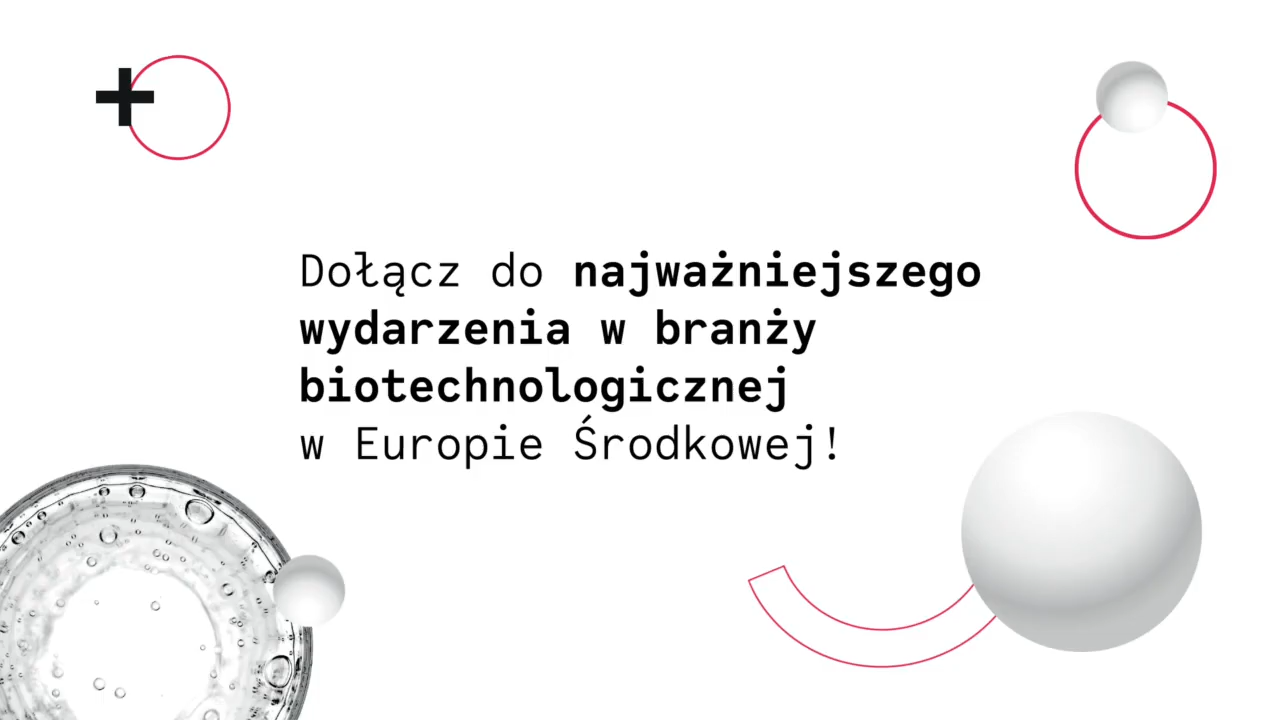 Dołącz do najważniejszego
wydarzenia w branży
biotechnologicznej
w Europie Środkowej!